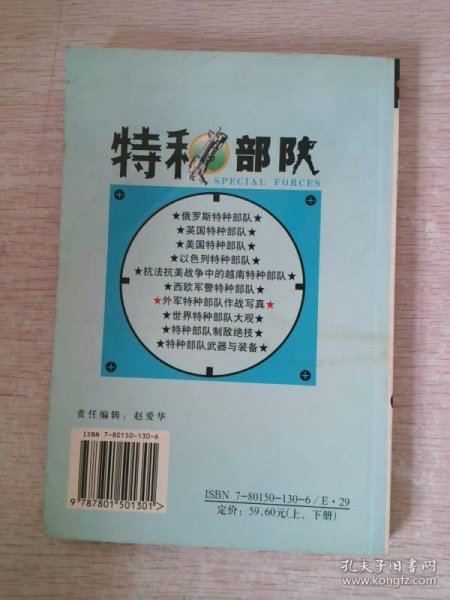 特种部队
SPECIAL FORCES
★俄罗斯特种部队★
★英国特种部队★
★美国特种部队★
★以色列特种部队★
★抗法抗美战争中的越南特种部队★
★西欧军警特种部队★
★外军特种部队作战写真★
★世界特种部队大观★
★特种部队制敌绝技★
★特种部队武器与装备★
责任编辑：赵爱华
ISBN 7-80150-130-6
9 787801 501301 >
ISBN 7-80150-130-6/E·29
定价：59.60元(上、下册)
孔夫子旧书网
www.kongfz.com